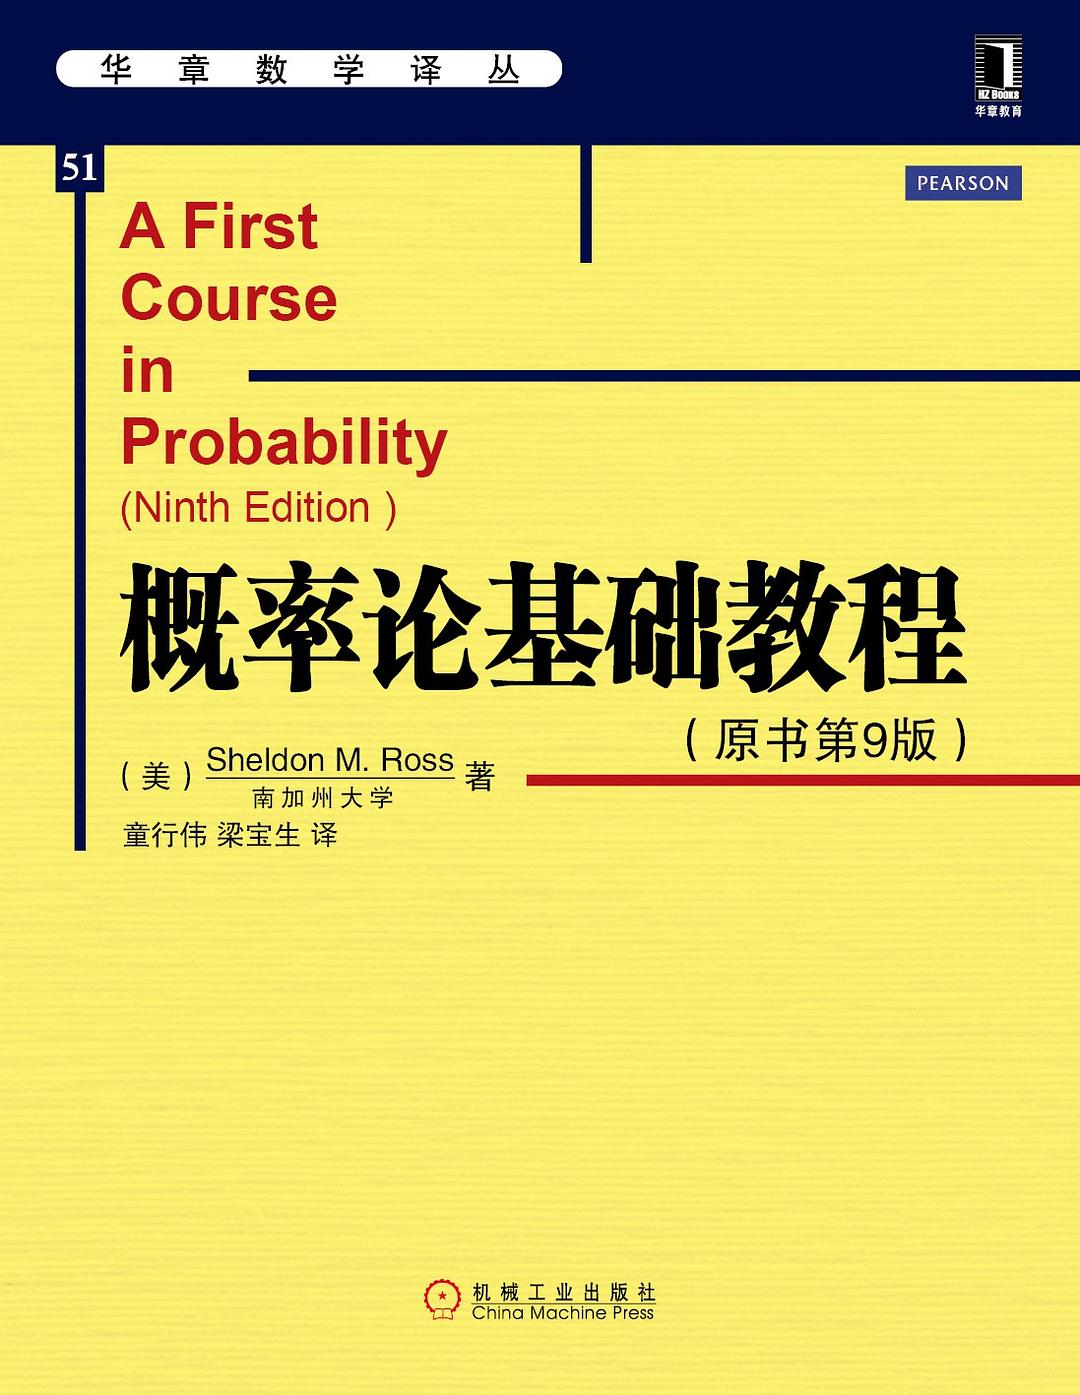 华章数学译丛
HZ Books
华章教育
51
PEARSON
A First
Course
in
Probability
(Ninth Edition )
概率论基础教程
(原书第9版)
(美) Sheldon M. Ross 著
南加州大学
童行伟 梁宝生 译
机械工业出版社
China Machine Press